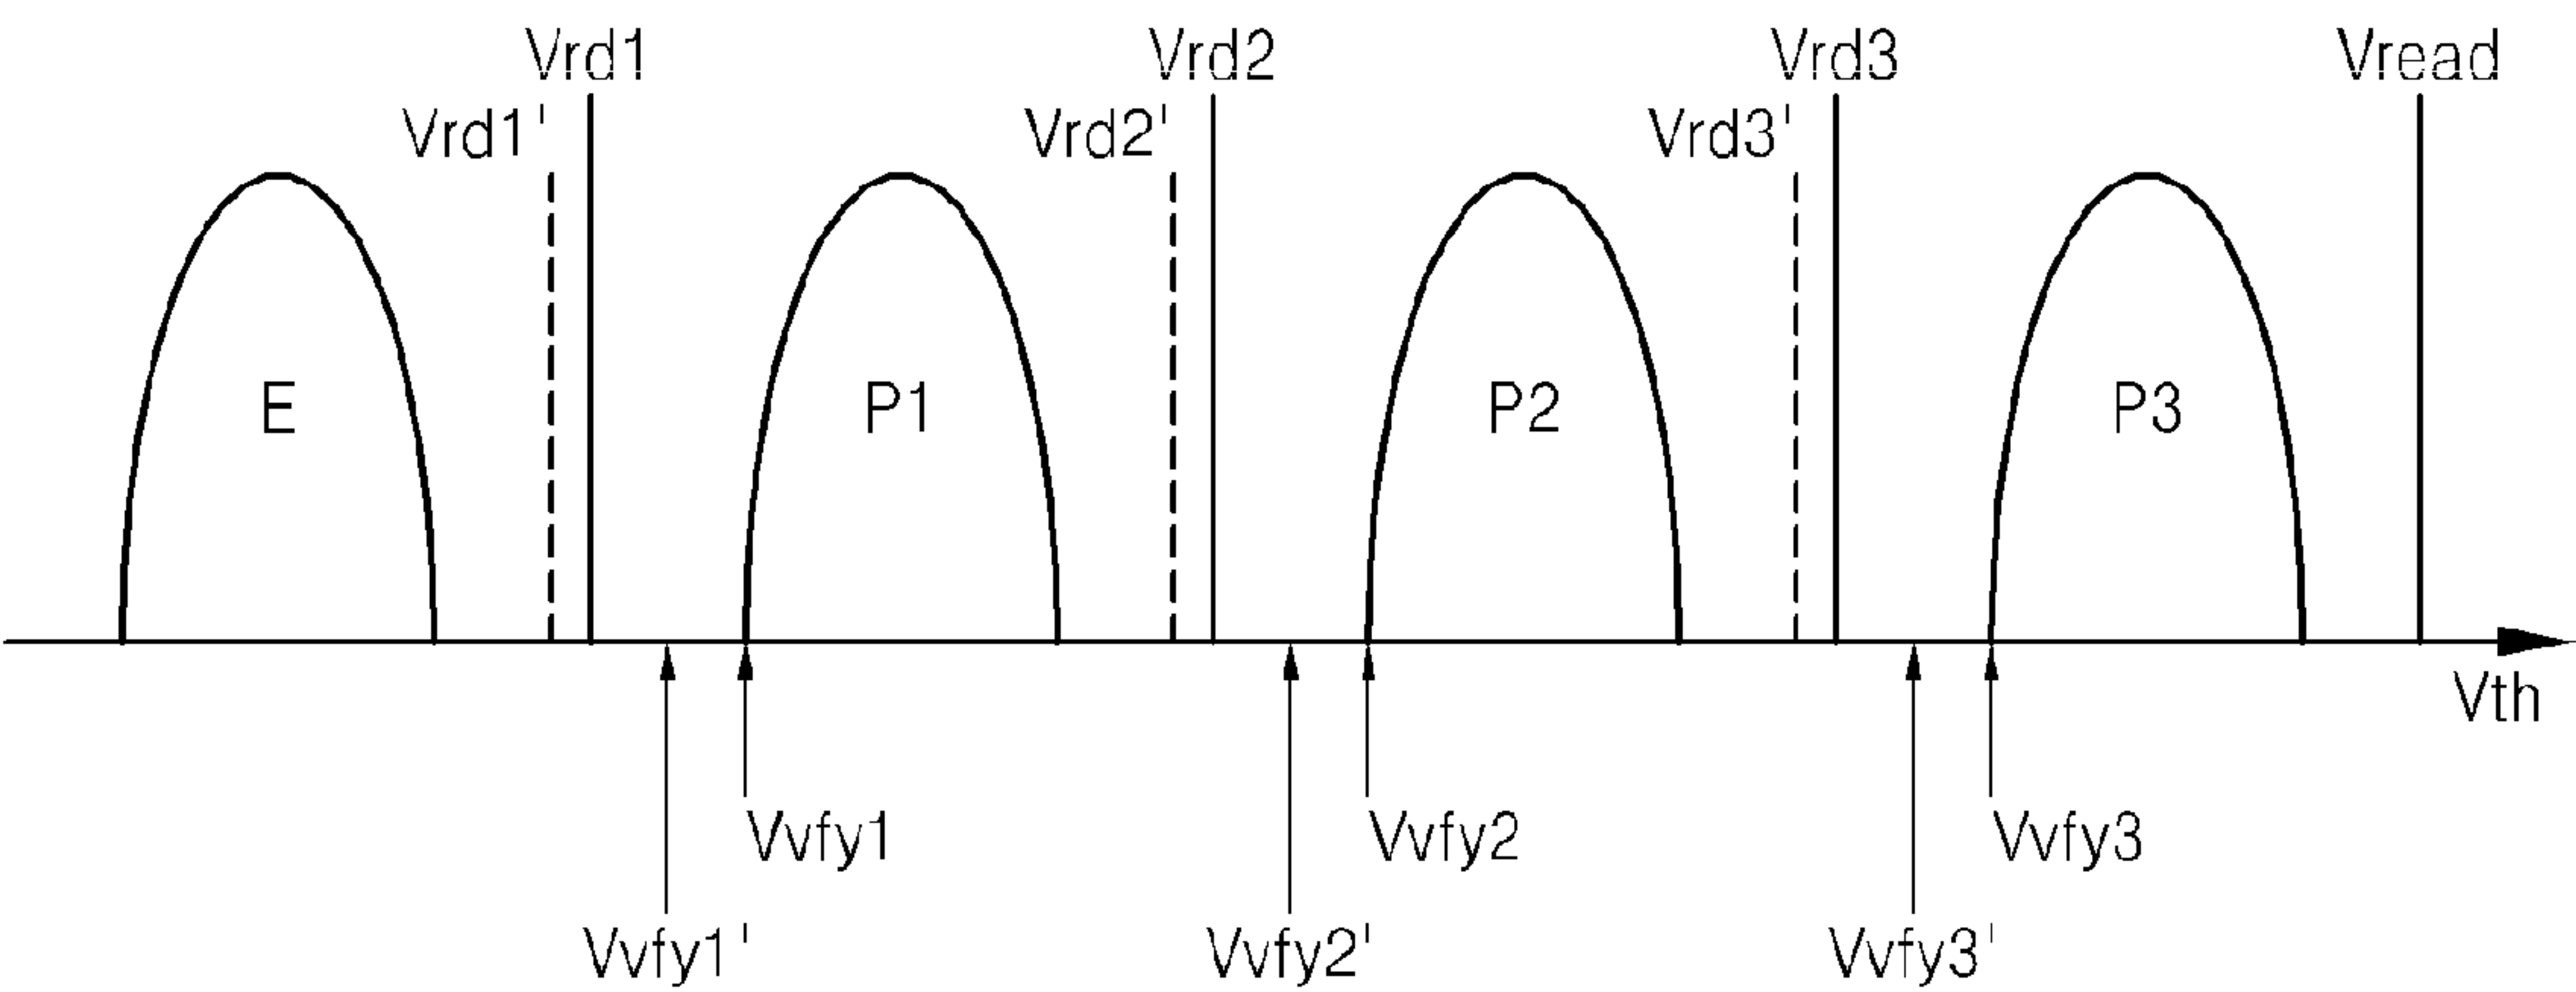 Vrd1 Vrd2 Vrd3 Vread
Vrd1' Vrd2' Vrd3'
E P1 P2 P3
Vth
Vvfy1 Vvfy2 Vvfy3
Vvfy1' Vvfy2' Vvfy3'